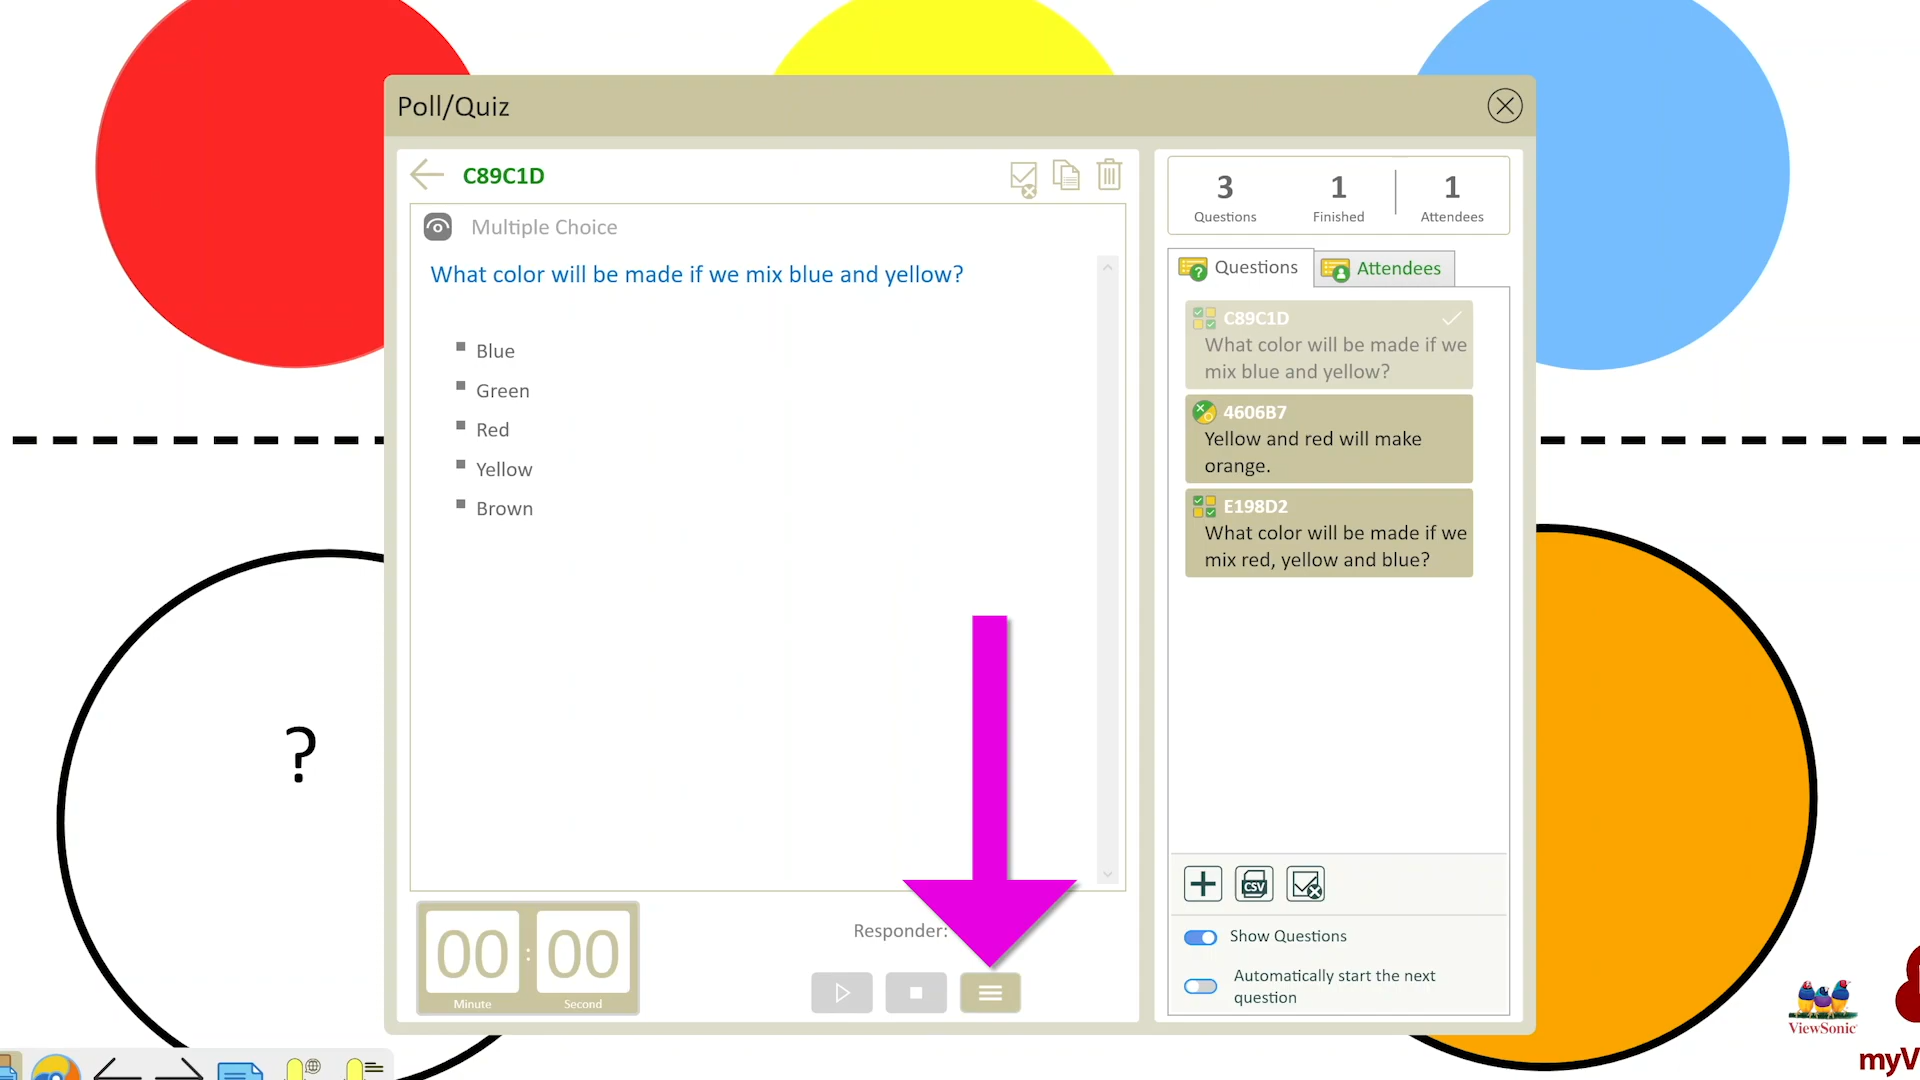 Poll/Quiz
C89C1D
Multiple Choice
What color will be made if we mix blue and yellow?
Blue
Green
Red
Yellow
Brown
Responder:
00 : 00
Minute
Second
3
Questions
1
Finished
1
Attendees
Questions
Attendees
C89C1D
What color will be made if we
mix blue and yellow?
4606B7
Yellow and red will make
orange.
E198D2
What color will be made if we
mix red, yellow and blue?
CSV
Show Questions
Automatically start the next
question
?
ViewSonic
myV